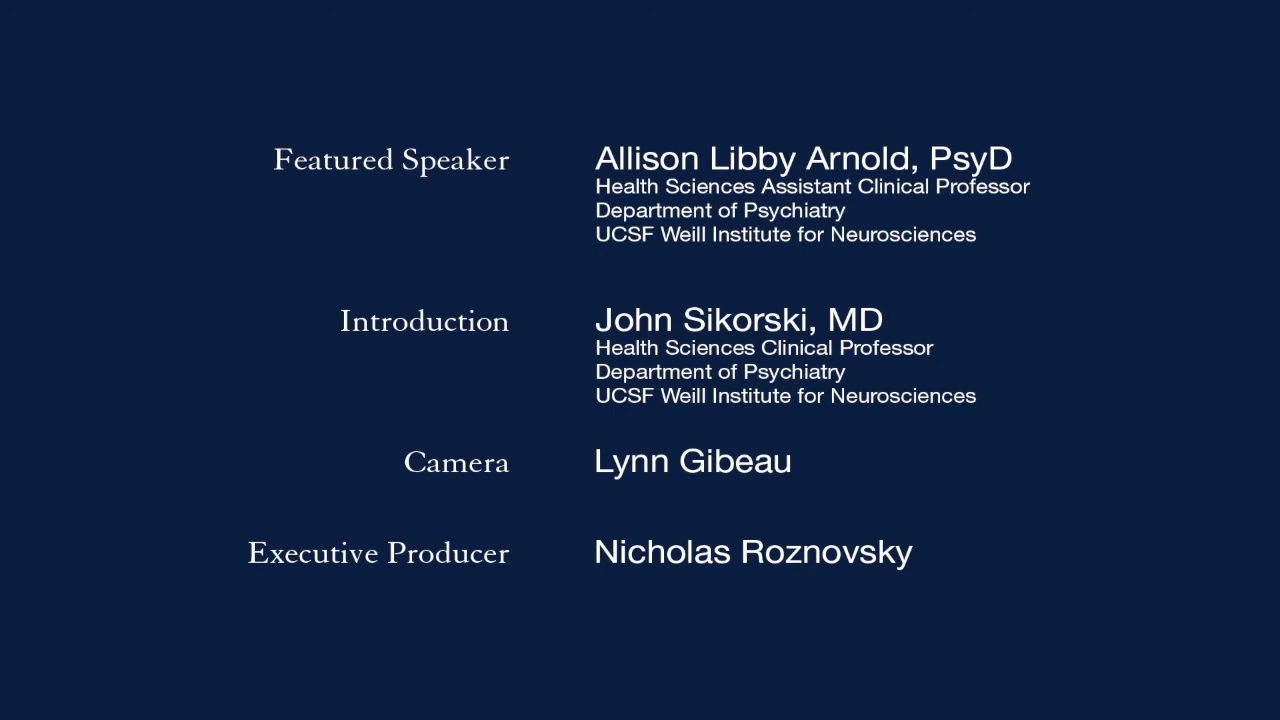 Featured Speaker Allison Libby Arnold, PsyD
Health Sciences Assistant Clinical Professor
Department of Psychiatry
UCSF Weill Institute for Neurosciences
Introduction John Sikorski, MD
Health Sciences Clinical Professor
Department of Psychiatry
UCSF Weill Institute for Neurosciences
Camera Lynn Gibeau
Executive Producer Nicholas Roznovsky